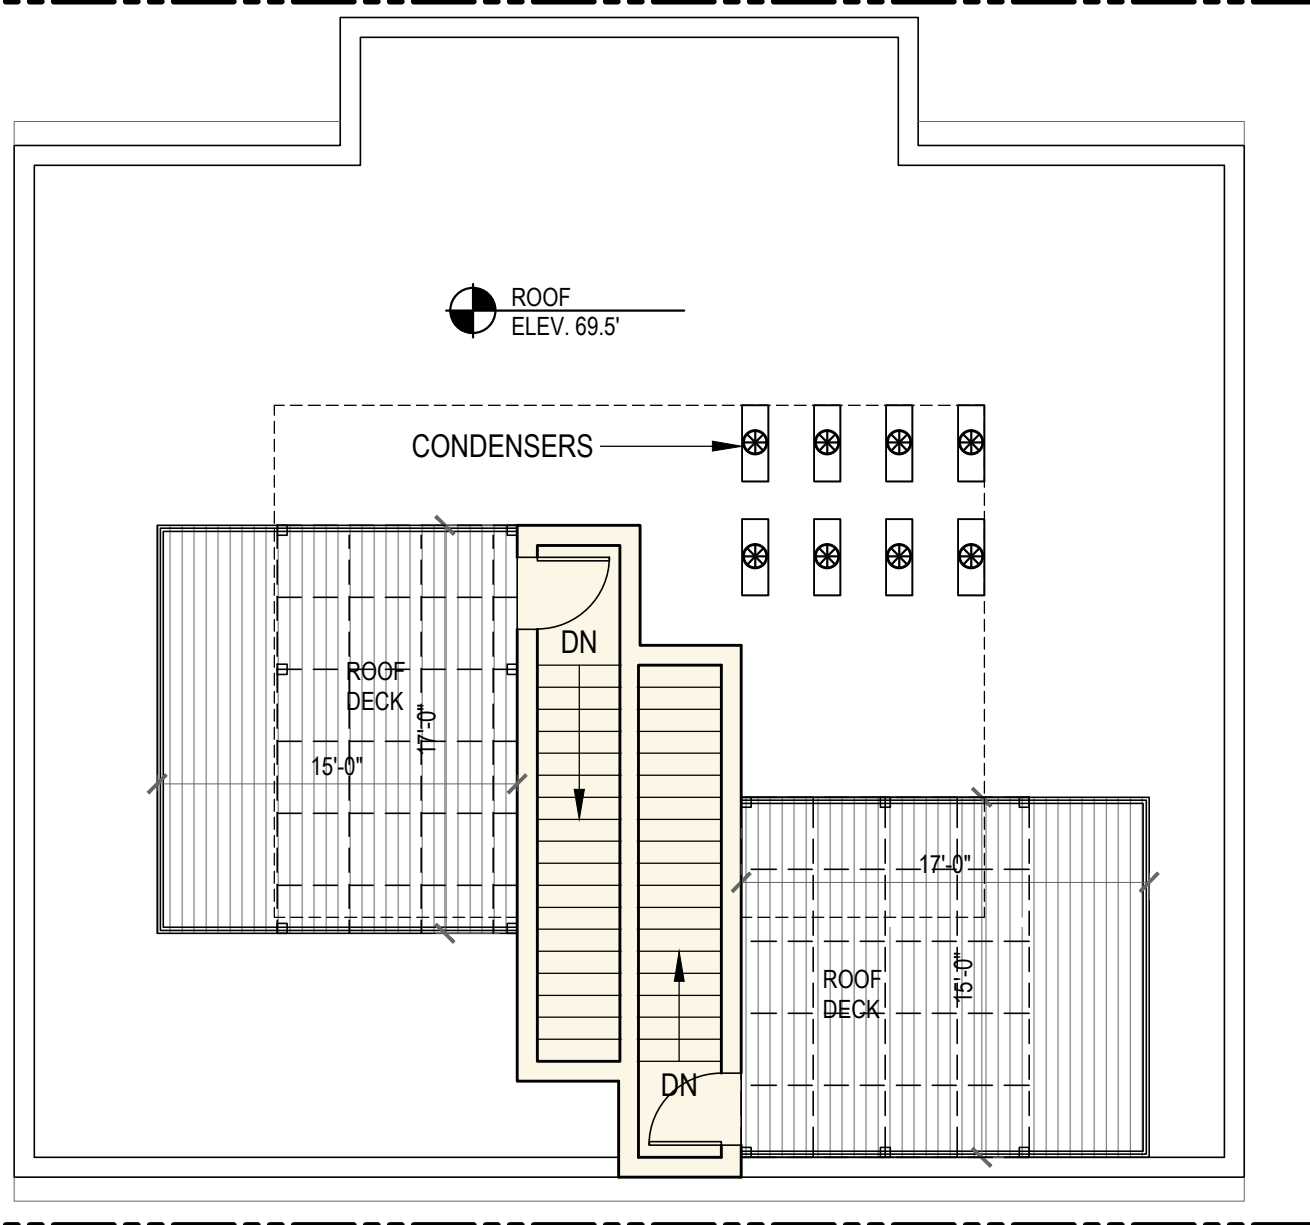 ROOF
ELEV. 69.5'
CONDENSERS
DN
ROOF
DECK
17'-0"
15'-0"
17'-0"
ROOF
DECK
15'-0"
DN